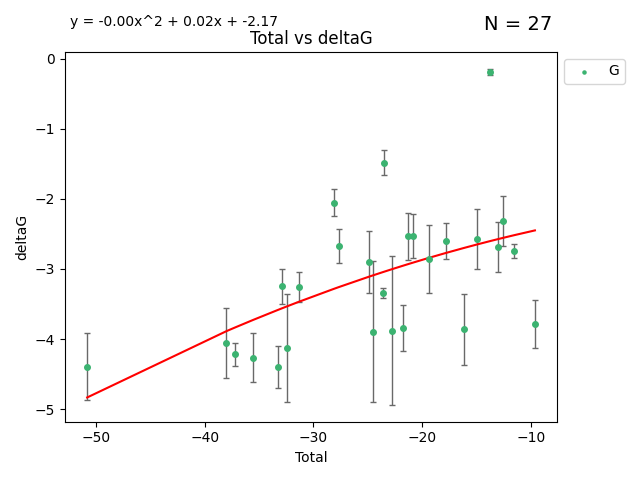 y = -0.00x^2 + 0.02x + -2.17
N = 27
Total vs deltaG
G
0
−1
−2
−3
−4
−5
deltaG
−50
−40
−30
−20
−10
Total